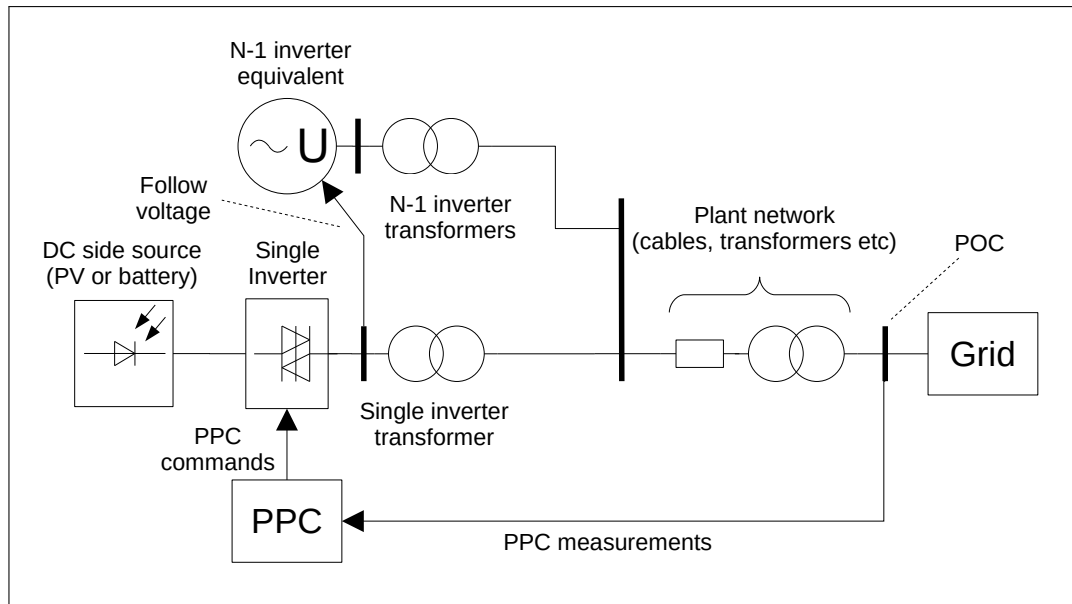 N-1 inverter
equivalent
U
Follow
voltage
N-1 inverter
transformers
Plant network
(cables, transformers etc)
POC
DC side source
(PV or battery)
Single
Inverter
Grid
Single inverter
transformer
PPC
commands
PPC
PPC measurements